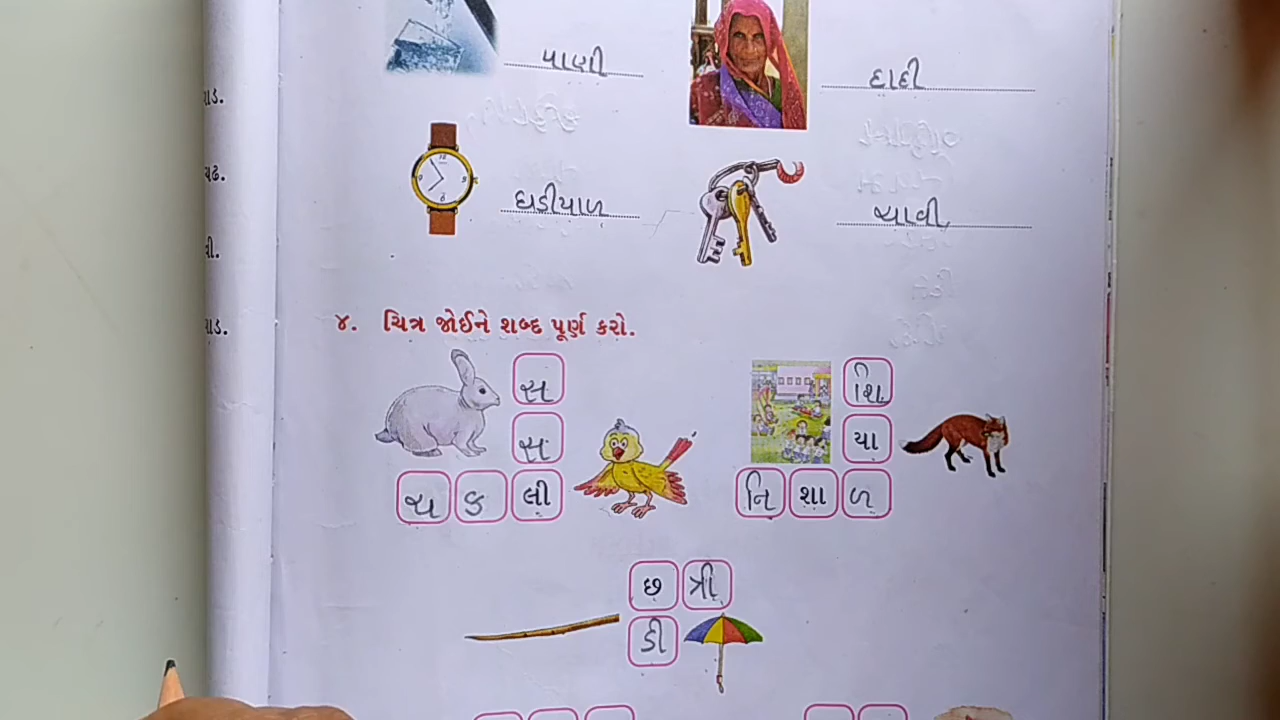 પાણી
દાદી
ઘડીયાળ
ચાવી
૪. ચિત્ર જોઈને શબ્દ પૂર્ણ કરો.
સ
સ
ચ ક લી
શિ
યા
નિ શા ળ
છ ત્રી
ડી